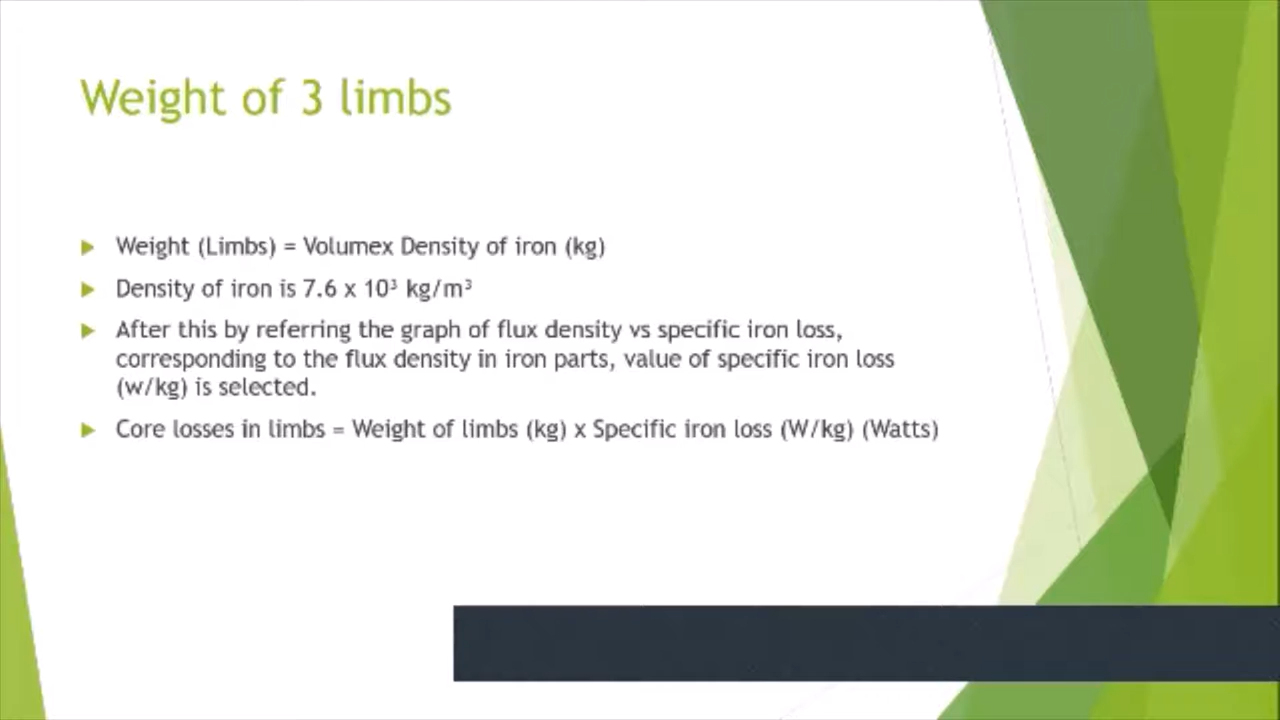 Weight of 3 limbs
Weight (Limbs) = Volumex Density of iron (kg)
Density of iron is 7.6 x 10³ kg/m³
After this by referring the graph of flux density vs specific iron loss,
corresponding to the flux density in iron parts, value of specific iron loss
(w/kg) is selected.
Core losses in limbs = Weight of limbs (kg) x Specific iron loss (W/kg) (Watts)